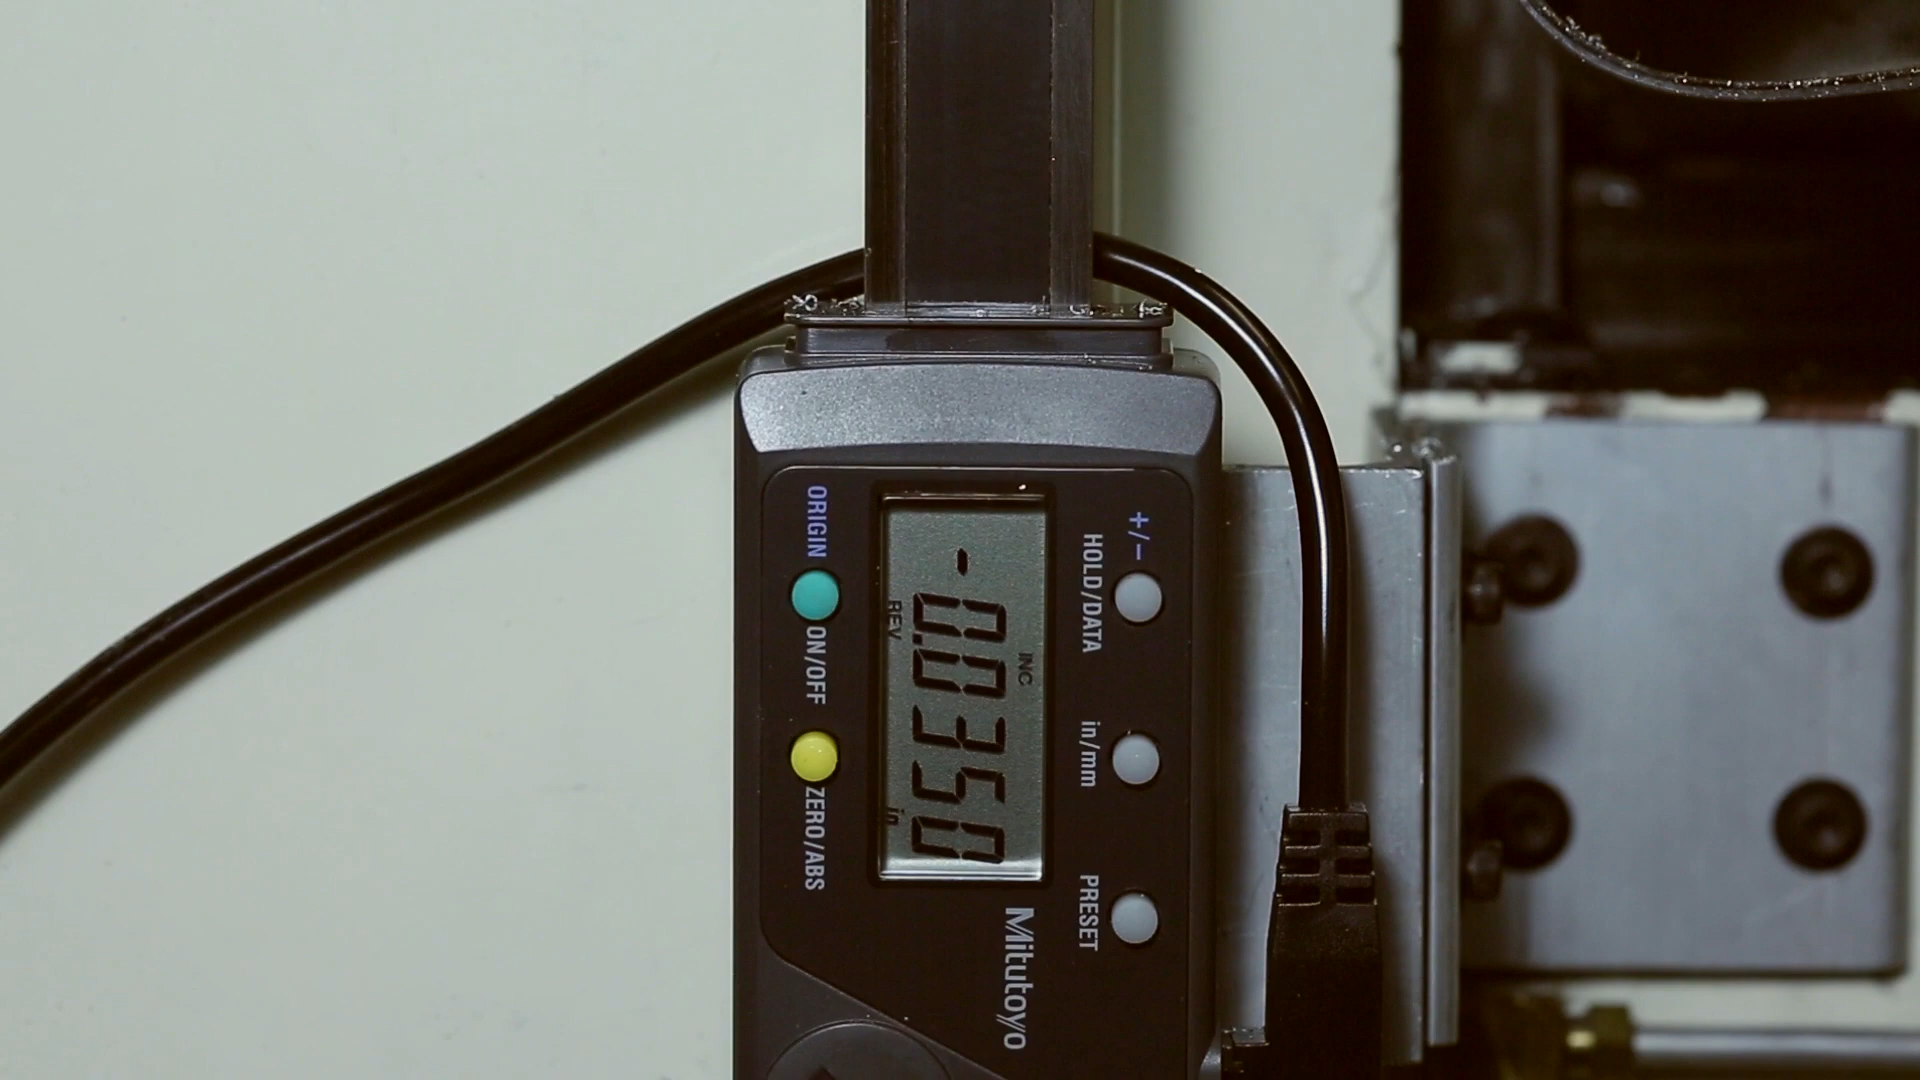 +/-
HOLD/DATA
in/mm
PRESET
INC
-0.0350
REV
in
ORIGIN
ON/OFF
ZERO/ABS
Mitutoyo